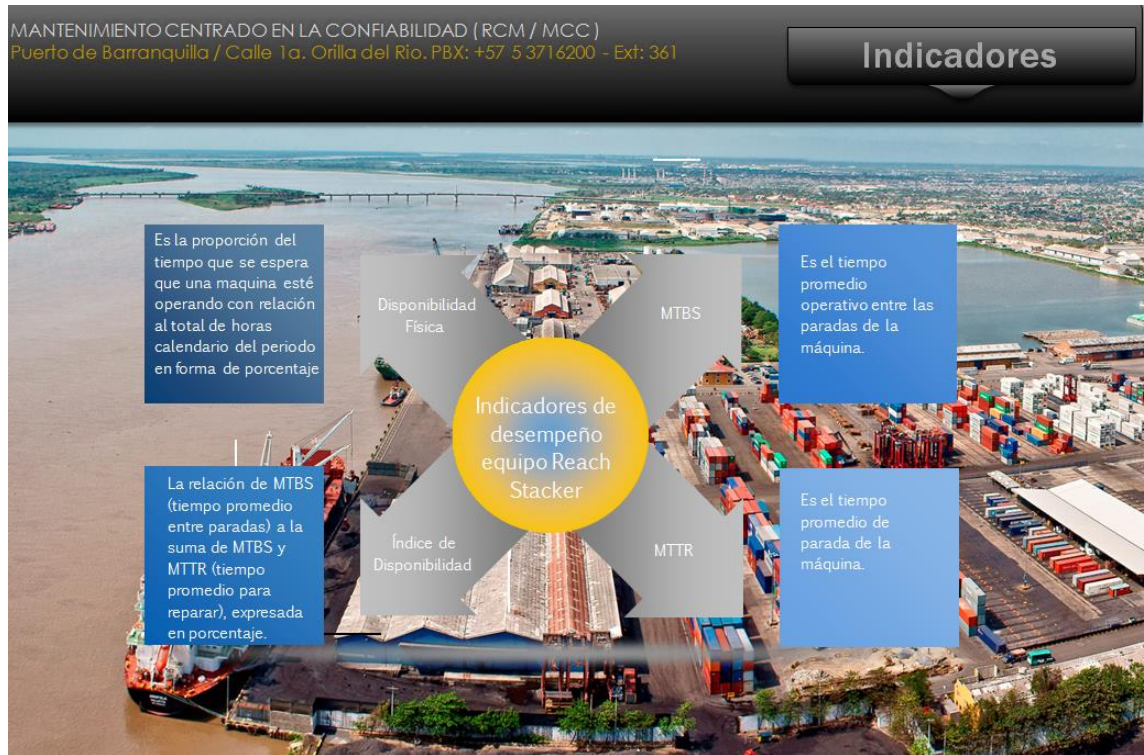 MANTENIMIENTO CENTRADO EN LA CONFIABILIDAD ( RCM / MCC )
Puerto de Barranquilla / Calle 1a. Orilla del Rio. PBX: +57 5 3716200 - Ext: 361
Indicadores
Es la proporción del
tiempo que se espera
que una maquina esté
operando con relación
al total de horas
calendario del periodo
en forma de porcentaje
Disponibilidad
Física
MTBS
Es el tiempo
promedio
operativo entre las
paradas de la
máquina.
Indicadores de
desempeño
equipo Reach
Stacker
La relación de MTBS
(tiempo promedio
entre paradas) a la
suma de MTBS y
MTTR (tiempo
promedio para
reparar), expresada
en porcentaje.
Índice de
Disponibilidad
MTTR
Es el tiempo
promedio de
parada de la
máquina.